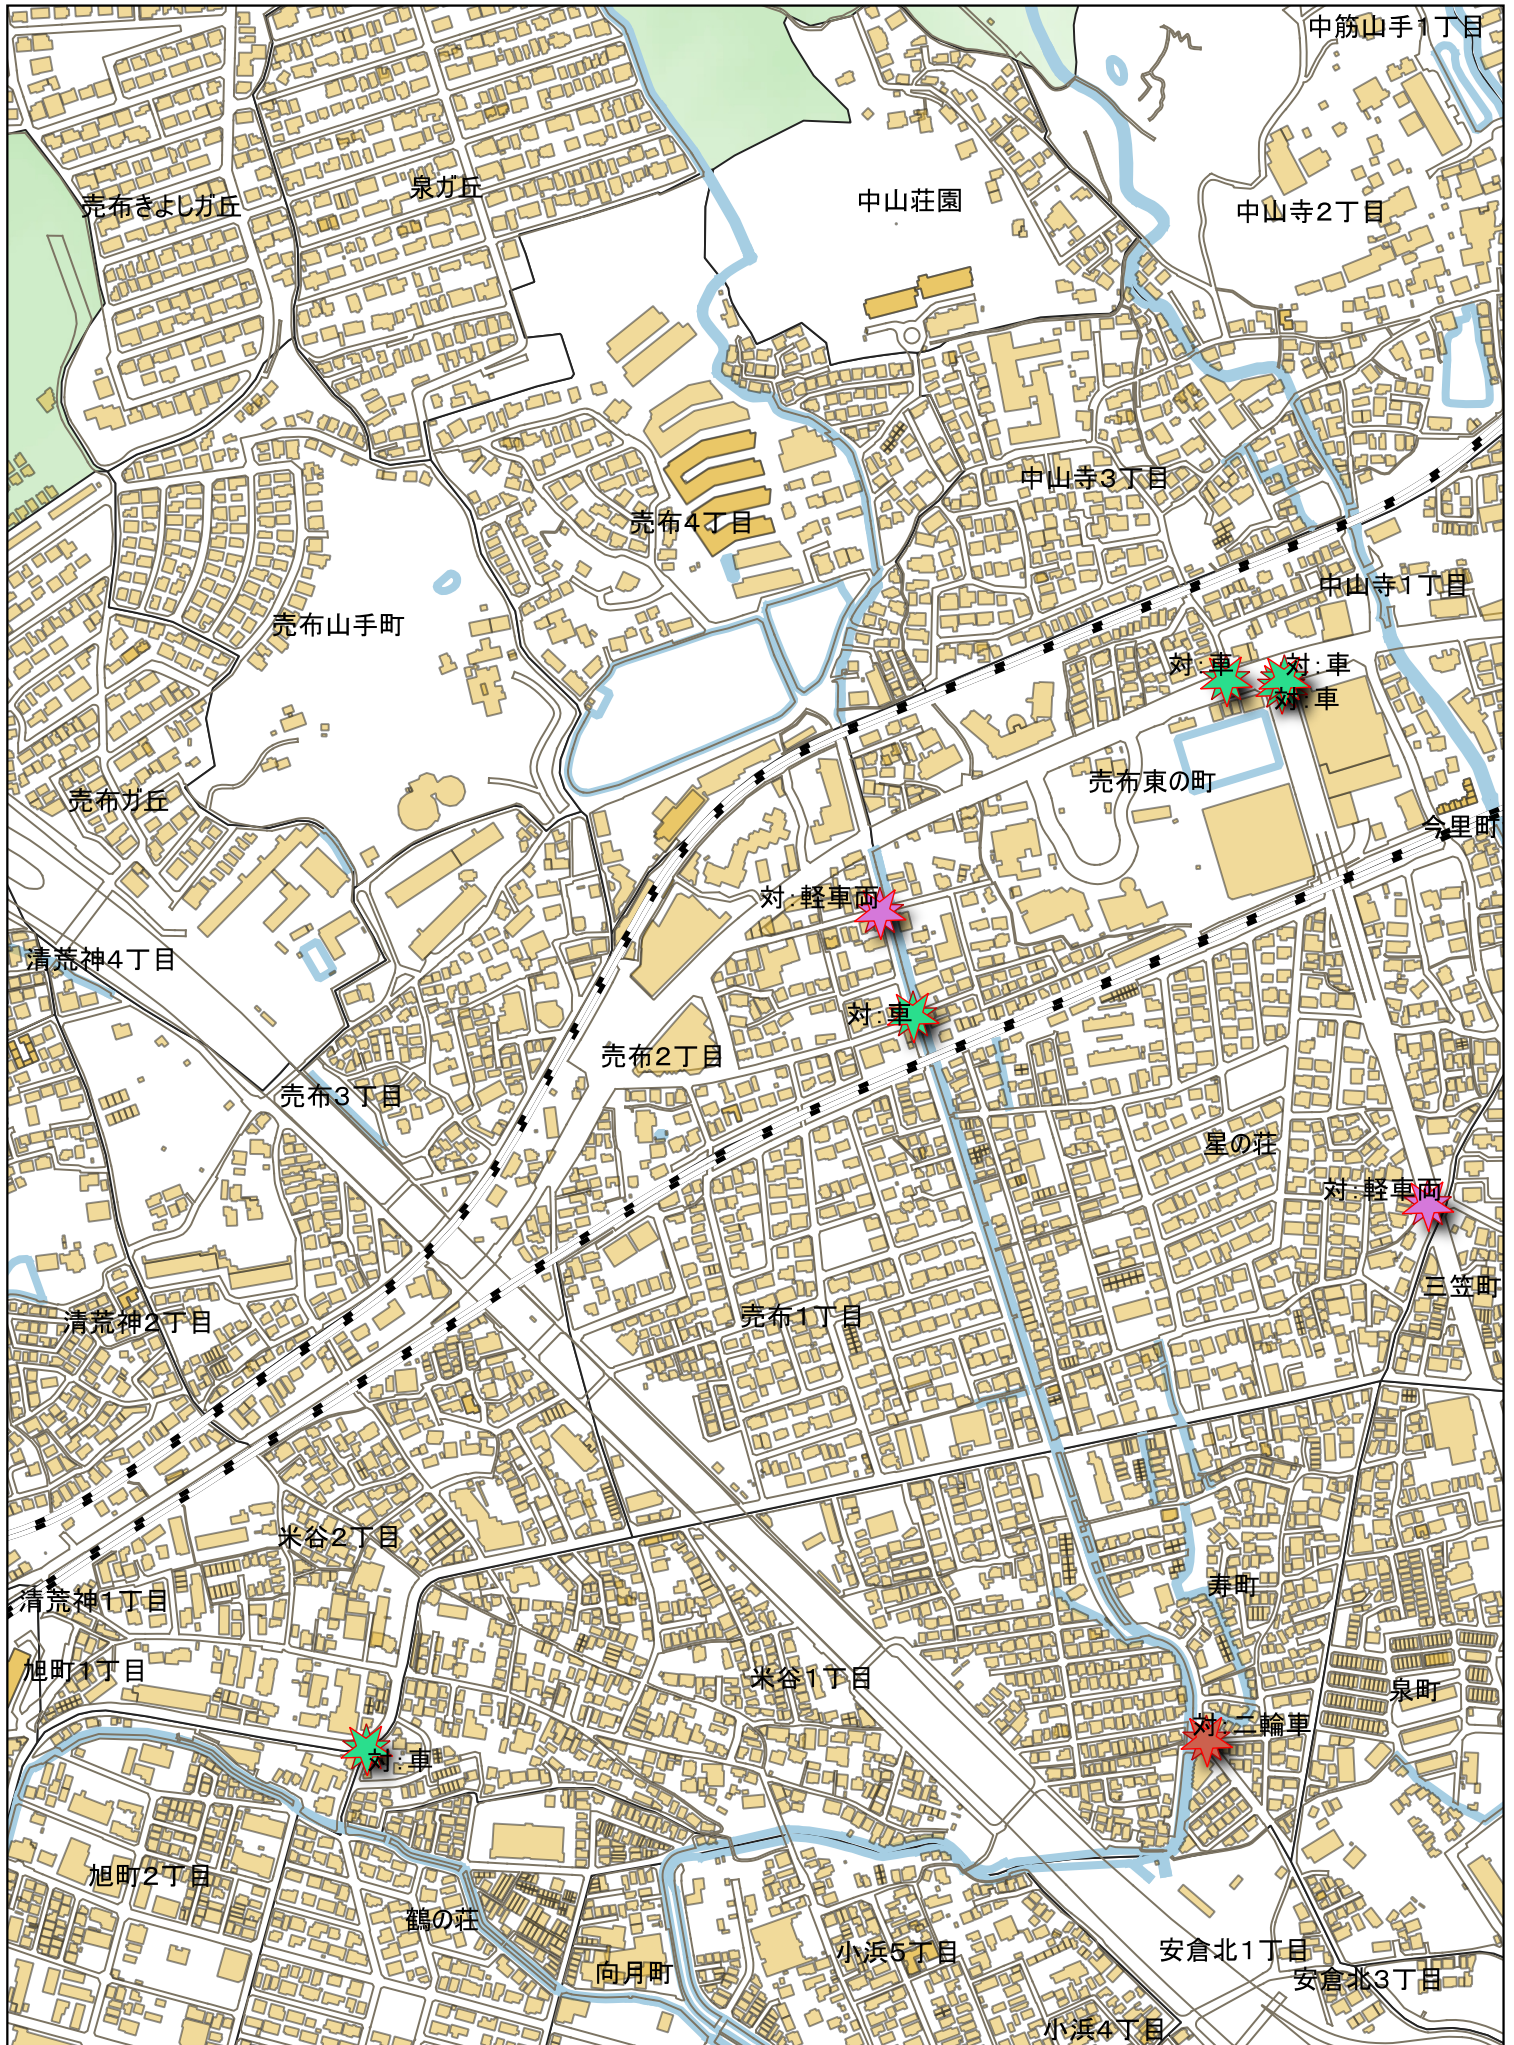 中筋山手1丁目
泉ガ丘
売布きよしガ丘
中山荘園
中山寺2丁目
中山寺3丁目
売布4丁目
中山寺1丁目
売布山手町
対:車
対:車
対:車
売布東の町
売布ガ丘
今里町
対:軽車両
清荒神4丁目
対:車
売布2丁目
売布3丁目
星の荘
対:軽車両
三笠町
売布1丁目
清荒神2丁目
米谷2丁目
寿町
清荒神1丁目
旭町1丁目
米谷1丁目
泉町
対:二輪車
対:車
旭町2丁目
鶴の荘
小浜5丁目
安倉北1丁目
向月町
安倉北3丁目
小浜4丁目